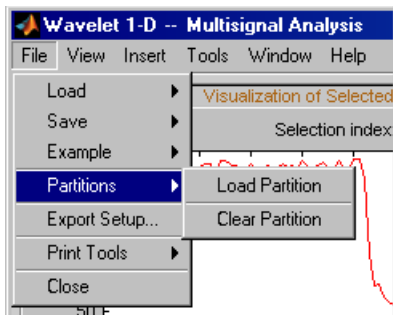 Wavelet 1-D -- Multisignal Analysis
File View Insert Tools Window Help
Load
Visualization of Selected
Save
Selection index
Example
Partitions
Load Partition
Export Setup...
Clear Partition
Print Tools
Close